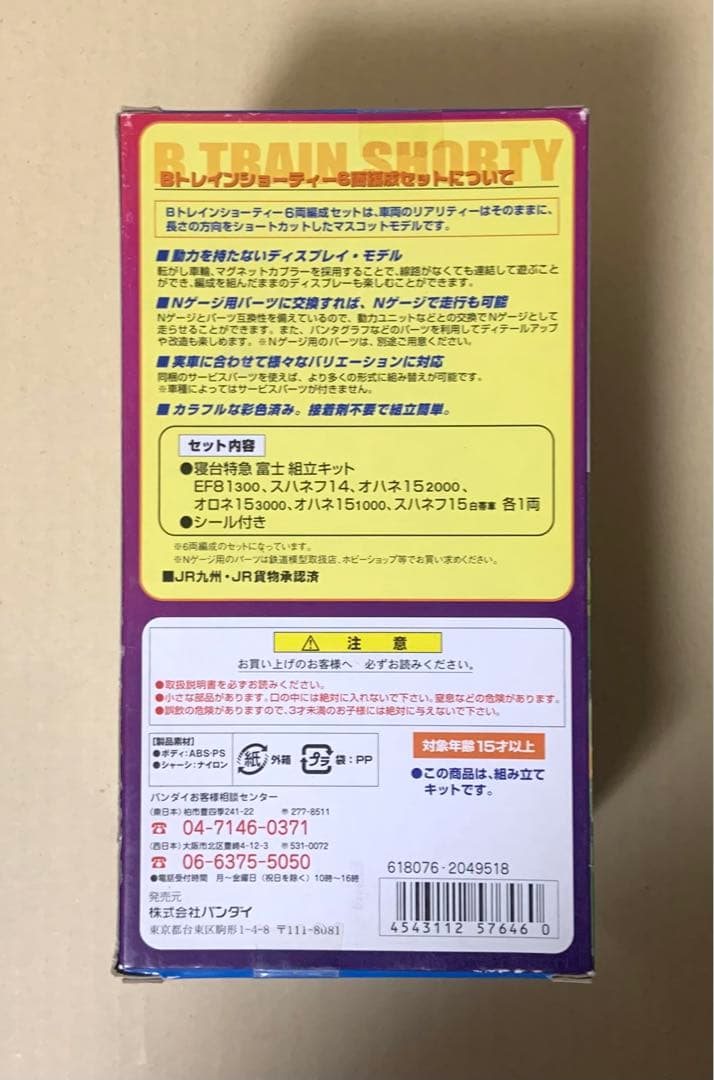 B TRAIN SHORTY
Bトレインショーティー6両編成セットについて
Bトレインショーティー6両編成セットは、車両のリアリティーはそのままに、
長さの方向をショートカットしたマスコットモデルです。
■動力を持たないディスプレイ・モデル
転がし車輪、マグネットカプラーを採用することで、線路がなくても連結して遊ぶこと
ができ、編成を組んだままのディスプレーも楽しむことができます。
■Nゲージ用パーツに交換すれば、Nゲージで走行も可能
Nゲージとパーツ互換性を備えているので、動力ユニットなどとの交換でNゲージとして
走らせることができます。また、パンタグラフなどのパーツを利用してディテールアップ
や改造も楽しめます。※Nゲージ用のパーツは、別途ご用意ください。
■実車に合わせて様々なバリエーションに対応
同梱のサービスパーツを使えば、より多くの形式に組み替えが可能です。
※車種によってはサービスパーツが付きません。
■カラフルな彩色済み。接着剤不要で組立簡単。
セット内容
●寝台特急 富士 組立キット
EF81300、スハネフ14、オハネ152000、
オロネ153000、オハネ151000、スハネフ15白帯車 各1両
●シール付き
※6両編成のセットになっています。
※Nゲージ用のパーツは鉄道模型取扱店、ホビーショップ等でお買い求めください。
■JR九州・JR貨物承認済
注 意
お買い上げのお客様へ 必ずお読みください。
●取扱説明書を必ずお読みください。
●小さな部品があります。口の中には絶対に入れないで下さい。窒息などの危険があります。
●誤飲の危険がありますので、3才未満のお子様には絶対に与えないで下さい。
【製品素材】
●ボディ:ABS・PS
●シャーシ:ナイロン
紙 外箱
プラ 袋:PP
対象年齢15才以上
●この商品は、組み立て
キットです。
バンダイお客様相談センター
(東日本)柏市豊四季241-22 〒277-8511
☎ 04-7146-0371
(西日本)大阪市北区豊崎4-12-3 〒531-0072
☎ 06-6375-5050
●電話受付時間 月〜金曜日(祝日を除く)10時〜16時
発売元
株式会社バンダイ
東京都台東区駒形1-4-8 〒111-8081
618076-2049518
4543112 57646 0